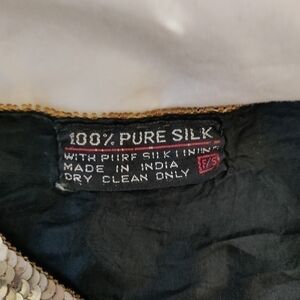 100% PURE SILK
WITH PURE SILK LINING
MADE IN INDIA
DRY CLEAN ONLY F/S